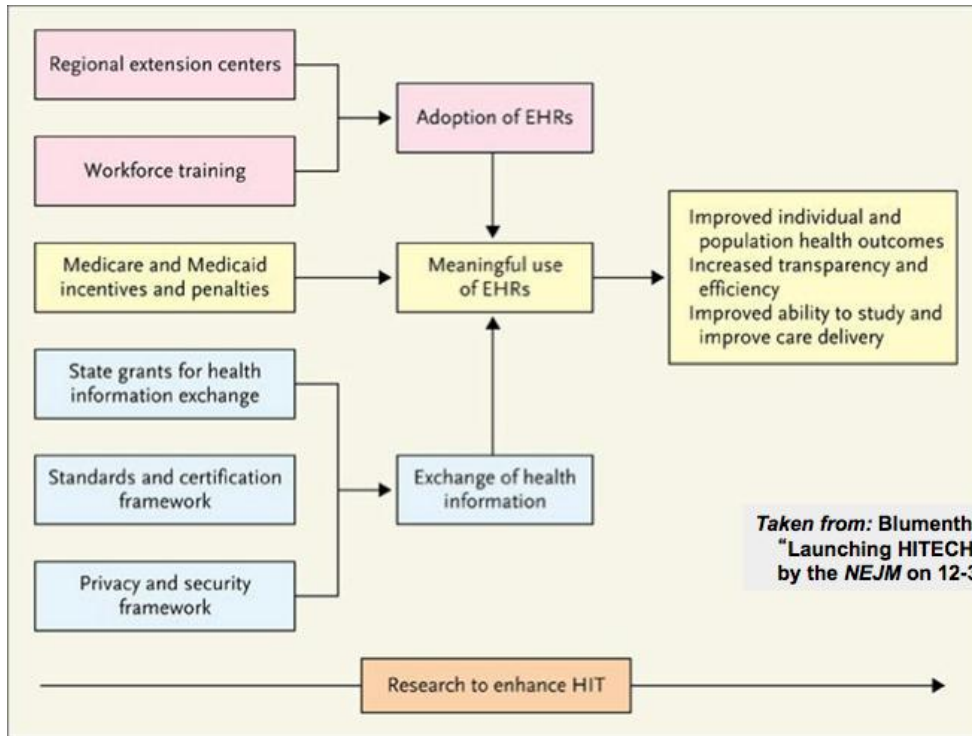 Regional extension centers
Workforce training
Adoption of EHRs
Medicare and Medicaid
incentives and penalties
Meaningful use
of EHRs
Improved individual and
population health outcomes
Increased transparency and
efficiency
Improved ability to study and
improve care delivery
State grants for health
information exchange
Standards and certification
framework
Privacy and security
framework
Exchange of health
information
Taken from: Blumenth
“Launching HITECH
by the NEJM on 12-3
Research to enhance HIT